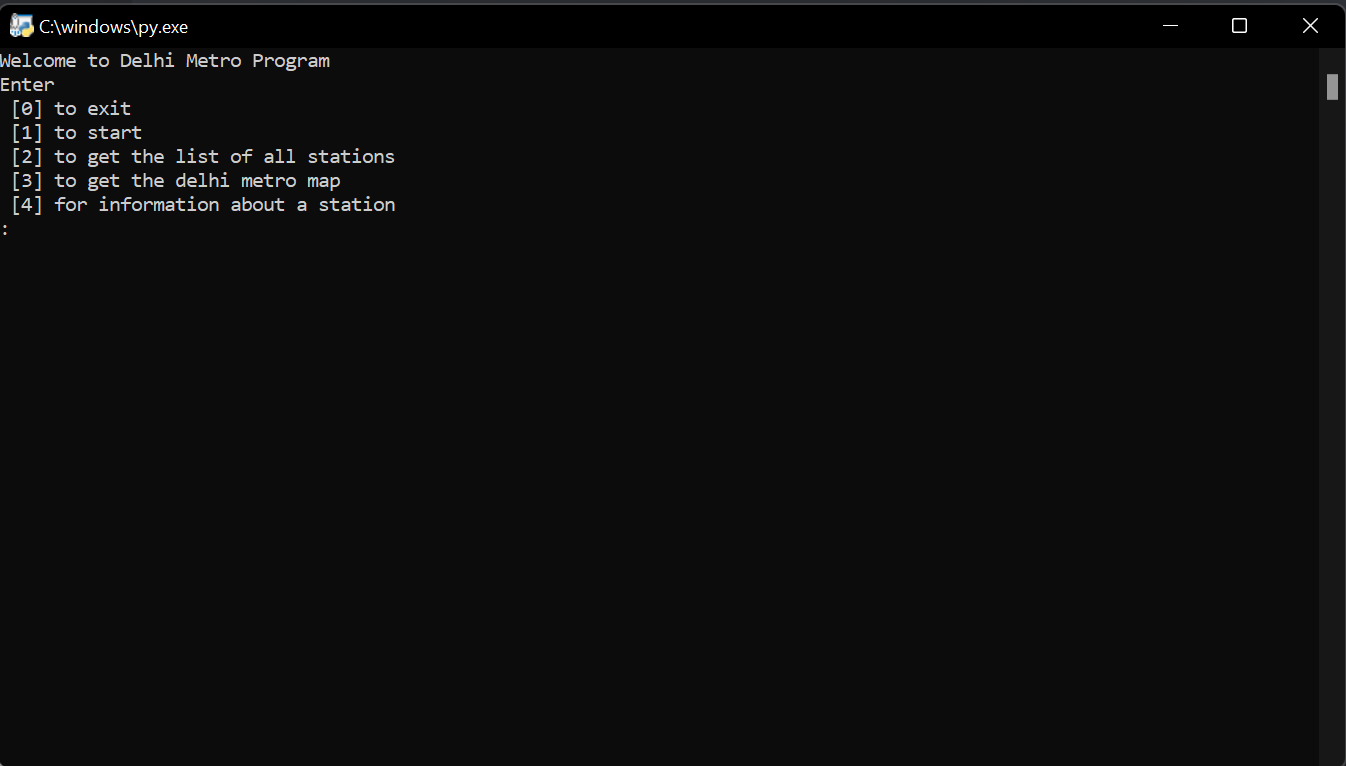 C:\windows\py.exe
Welcome to Delhi Metro Program
Enter
 [0] to exit
 [1] to start
 [2] to get the list of all stations
 [3] to get the delhi metro map
 [4] for information about a station
: